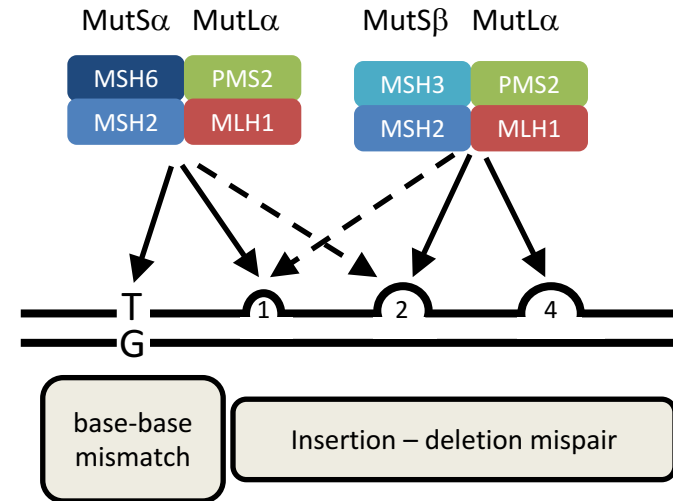 MutSα MutLα MutSβ MutLα
MSH6 PMS2 MSH3 PMS2
MSH2 MLH1 MSH2 MLH1
T 1 2 4
G
base-base
mismatch
Insertion – deletion mispair